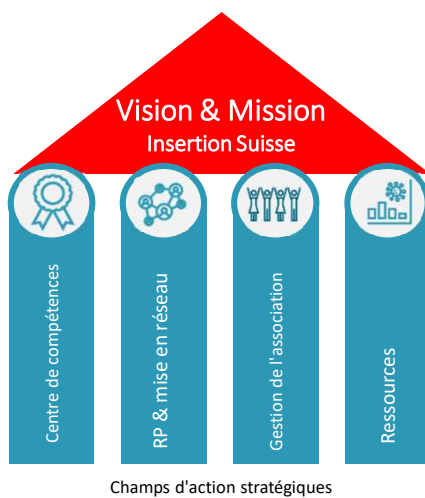 Vision & Mission
Insertion Suisse
Centre de compétences
RP & mise en réseau
Gestion de l'association
Ressources
Champs d'action stratégiques